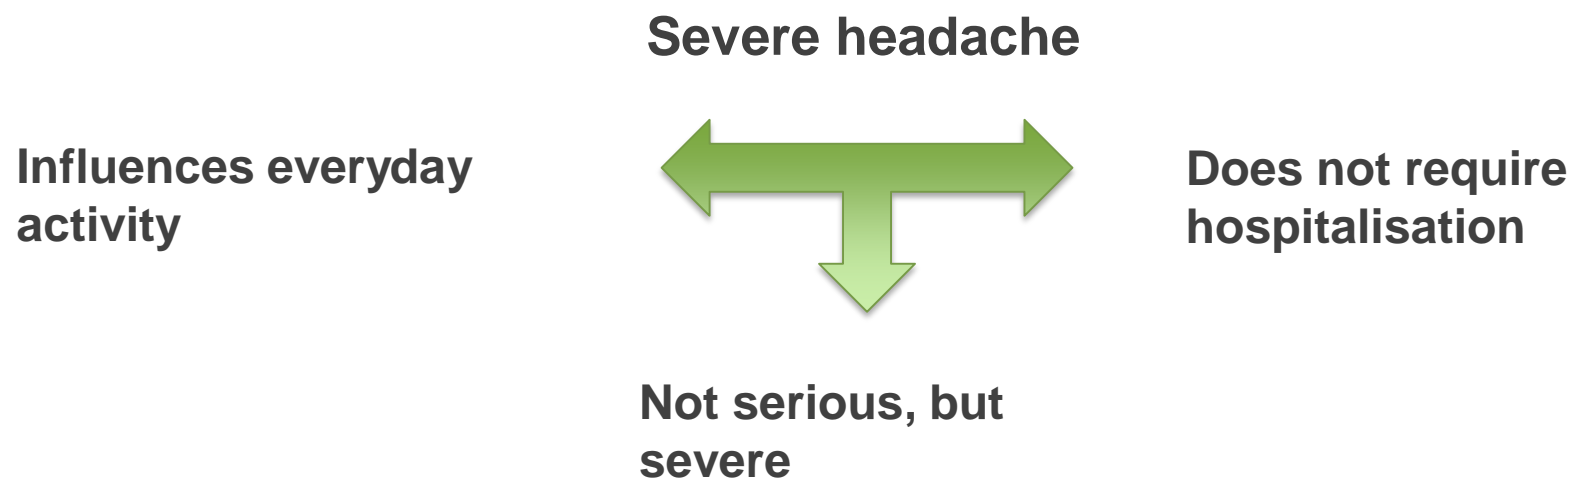 Severe headache
Influences everyday
activity
Does not require
hospitalisation
Not serious, but
severe